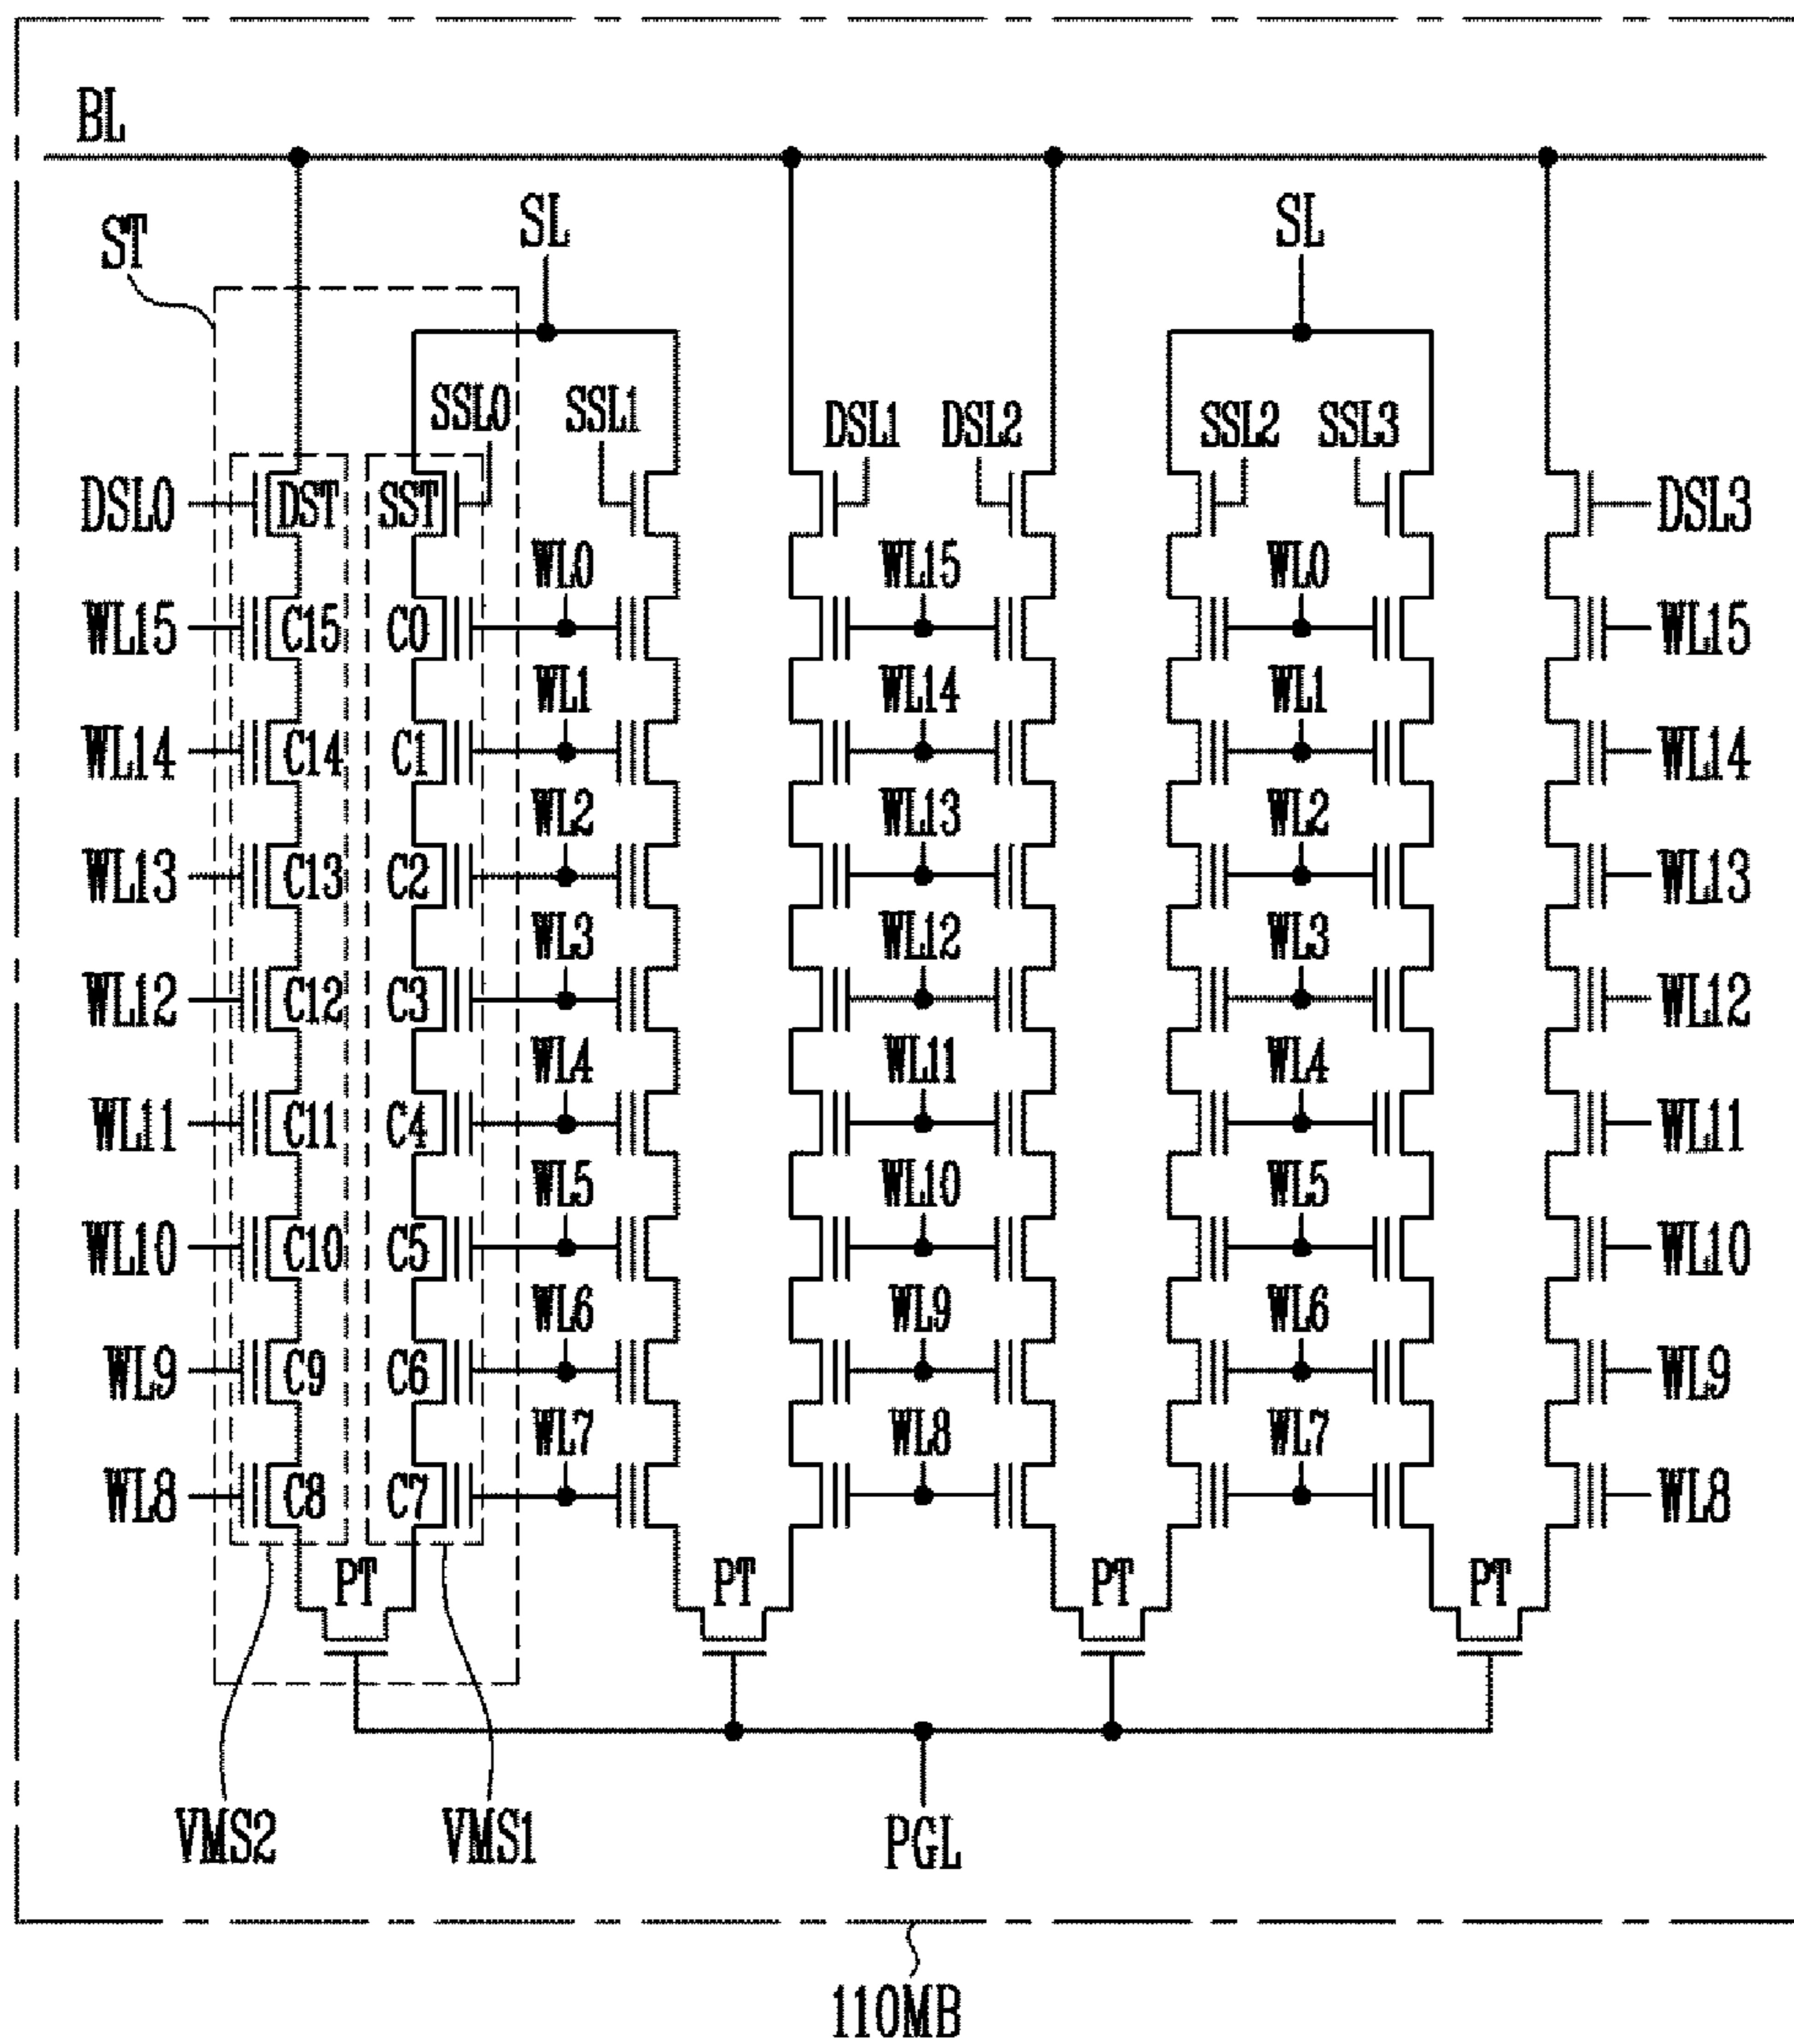 BL
SL SL
ST
SSL0 SSL1 DSL1 DSL2 SSL2 SSL3
DSL0 DST SST DSL3
WL0 WL15 WL0
WL15 C15 C0 WL15
WL1 WL14 WL1
WL14 C14 C1 WL14
WL2 WL13 WL2
WL13 C13 C2 WL13
WL3 WL12 WL3
WL12 C12 C3 WL12
WL4 WL11 WL4
WL11 C11 C4 WL11
WL5 WL10 WL5
WL10 C10 C5 WL10
WL6 WL9 WL6
WL9 C9 C6 WL9
WL7 WL8 WL7
WL8 C8 C7 WL8
PT PT PT PT
VMS2 VMS1 PGL
110MB